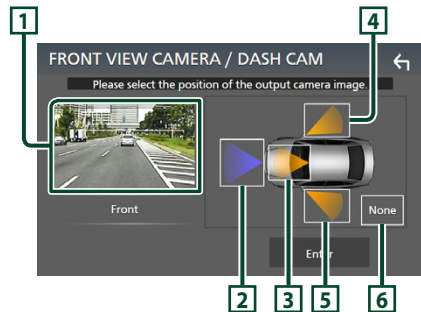 1
4
FRONT VIEW CAMERA / DASH CAM
Please select the position of the output camera image.
Front
None
Enter
2
3
5
6